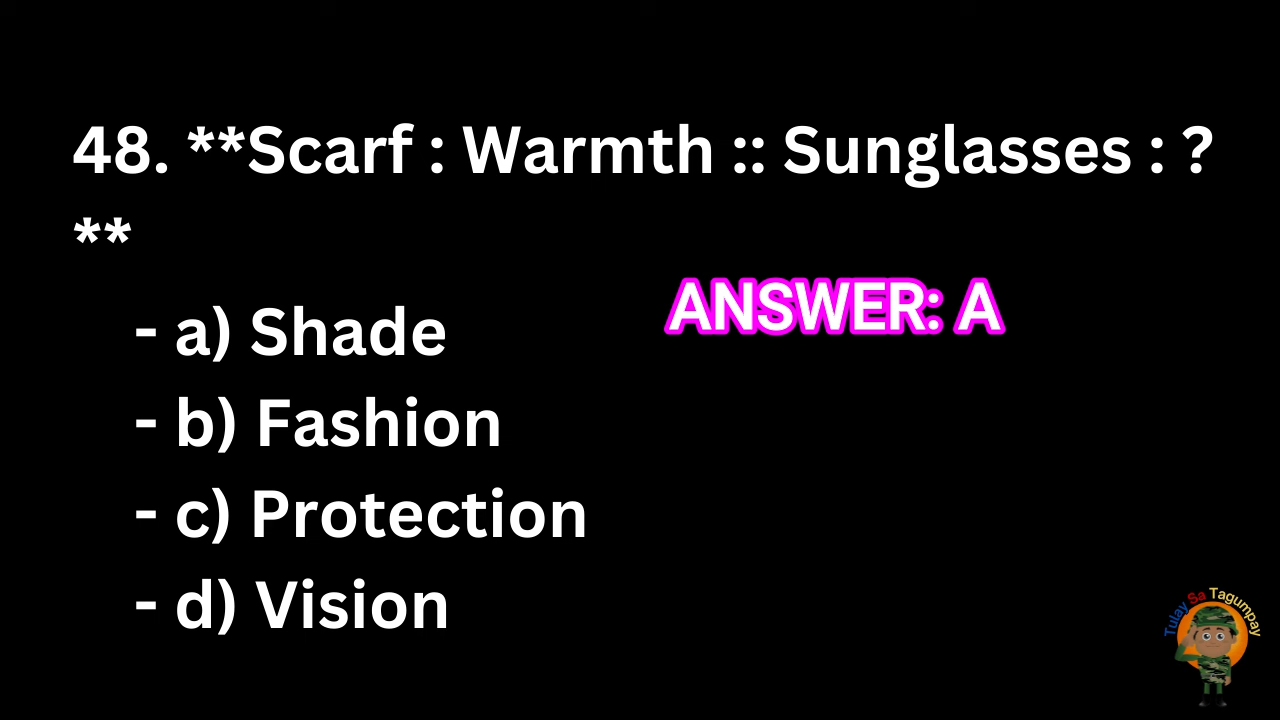 48. **Scarf : Warmth :: Sunglasses : ?
**
ANSWER: A
- a) Shade
- b) Fashion
- c) Protection
- d) Vision
Tulay Sa Tagumpay